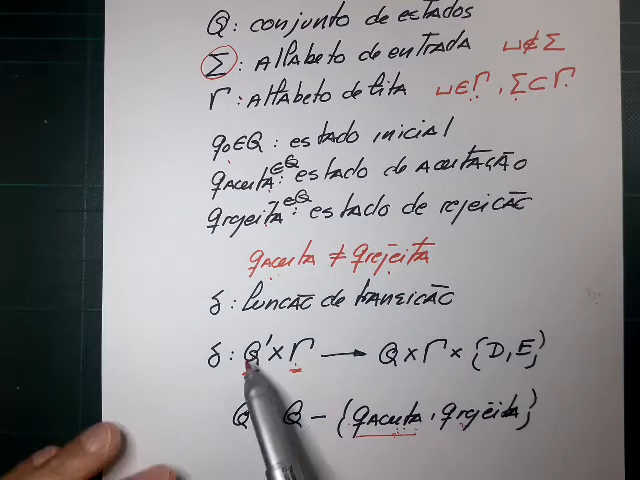 Q: conjunto de estados
Σ: Alfabeto de entrada ⊔∉Σ
Γ: Alfabeto de fita ⊔∈Γ, Σ⊂Γ
q₀∈Q: estado inicial
qaceita∈Q: estado de aceitação
qrejeita∈Q: estado de rejeição
qaceita ≠ qrejeita
δ: função de transição
δ: Q'×Γ → Q×Γ×{D,E}
Q Q - {qaceita, qrejeita}